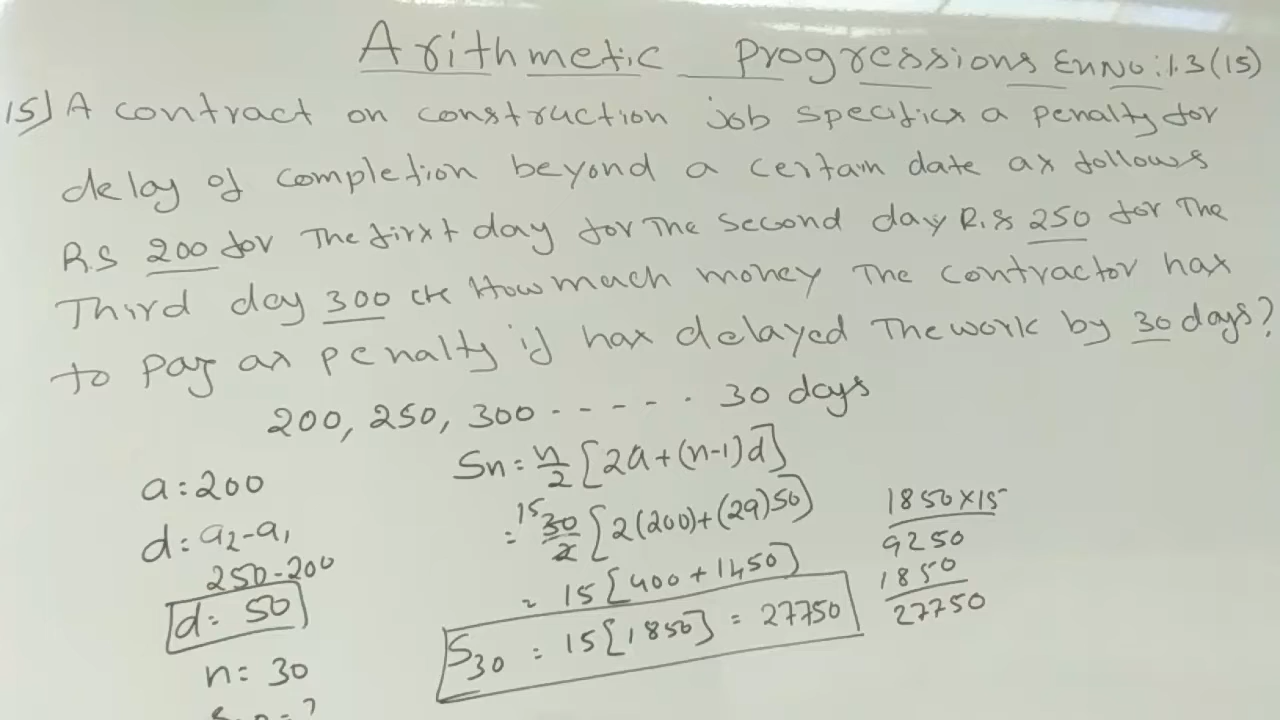 Arithmetic Progressions Ex No: 1.3 (15)
15) A contract on construction job specifics a penalty for
delay of completion beyond a certain date as follows
R.S 200 for The first day for The second day R.s 250 for The
Third day 300 etc How mach money The contractor has
to pay as penalty if has delayed The work by 30 days?
200, 250, 300 ------ 30 days
a = 200
d = a2 - a1
250 - 200
d = 50
n = 30
Sn = n/2 [2a + (n-1)d]
= 15 30/2 [2(200) + (29)50]
= 15 [400 + 1450]
S30 = 15 [1850] = 27750
1850 x 15
9250
1850
27750